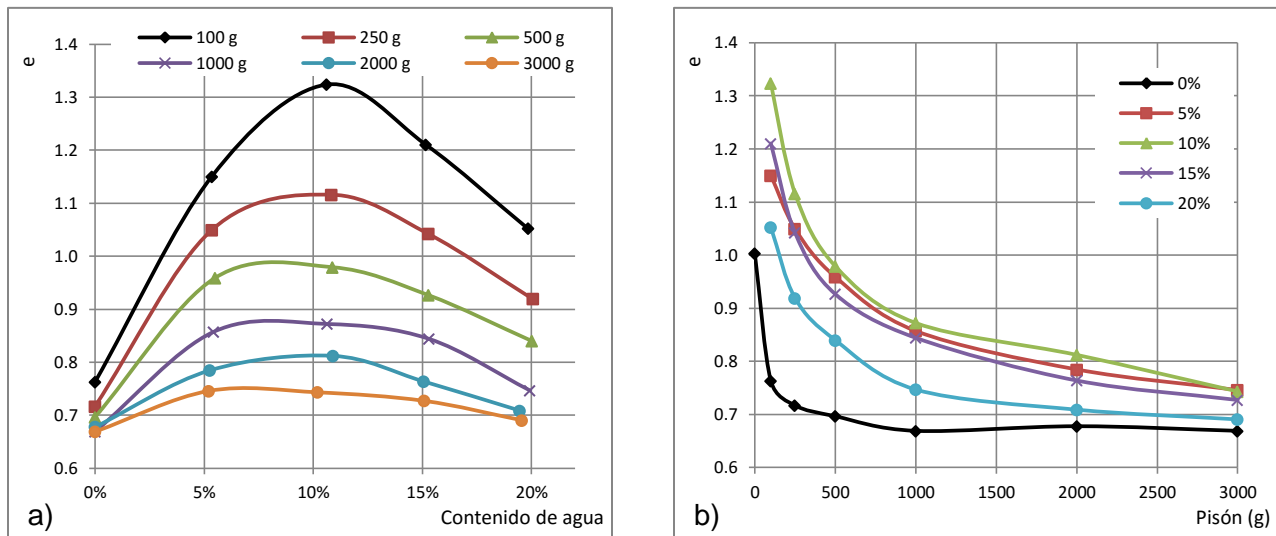 100 g 250 g 500 g
1000 g 2000 g 3000 g
e
1.4
1.3
1.2
1.1
1.0
0.9
0.8
0.7
0.6
0% 5% 10% 15% 20%
a)
Contenido de agua
e
1.4
1.3
1.2
1.1
1.0
0.9
0.8
0.7
0.6
0%
5%
10%
15%
20%
0 500 1000 1500 2000 2500 3000
b)
Pisón (g)